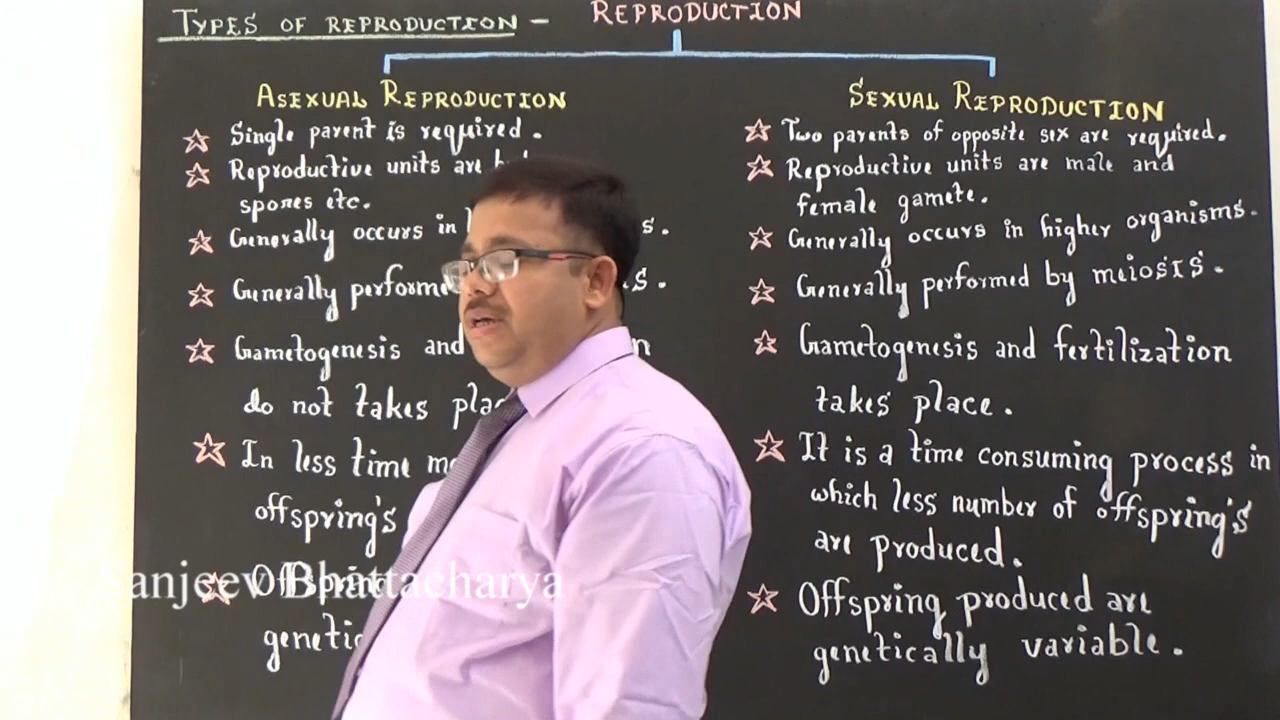 TYPES OF REPRODUCTION -
REPRODUCTION
ASEXUAL REPRODUCTION
Single parent is required.
Reproductive units are
spores etc.
Generally occurs in
Generally
Gametogenesis and
do not takes
In less time
offspring's
SEXUAL REPRODUCTION
Two parents of opposite sex are required.
Reproductive units are male and
female gamete.
Generally occurs in higher organisms.
Generally performed by meiosis.
Gametogenesis and fertilization
takes place.
It is a time consuming process in
which less number of offspring's
are produced.
Offspring produced are
genetically variable.
Sanjeev Bhattacharya